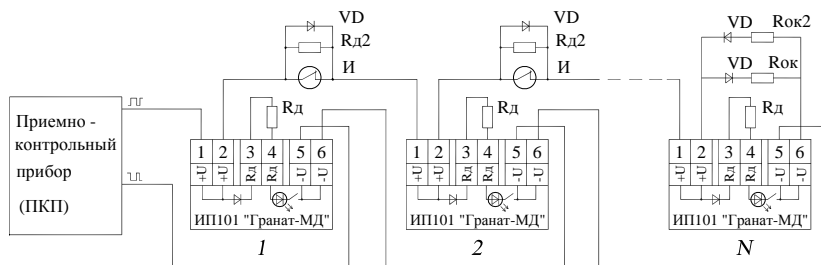 VD
VD
VD
Rок2
Rд2
Rд2
VD
Rок
И
И
Rд
Rд
Rд
Приемно -
контрольный
прибор
(ПКП)
1 2 3 4 5 6
1 2 3 4 5 6
1 2 3 4 5 6
+U +U Rд Rд -U -U
+U +U Rд Rд -U -U
+U +U Rд Rд -U -U
ИП101 "Гранат-МД"
ИП101 "Гранат-МД"
ИП101 "Гранат-МД"
1
2
N